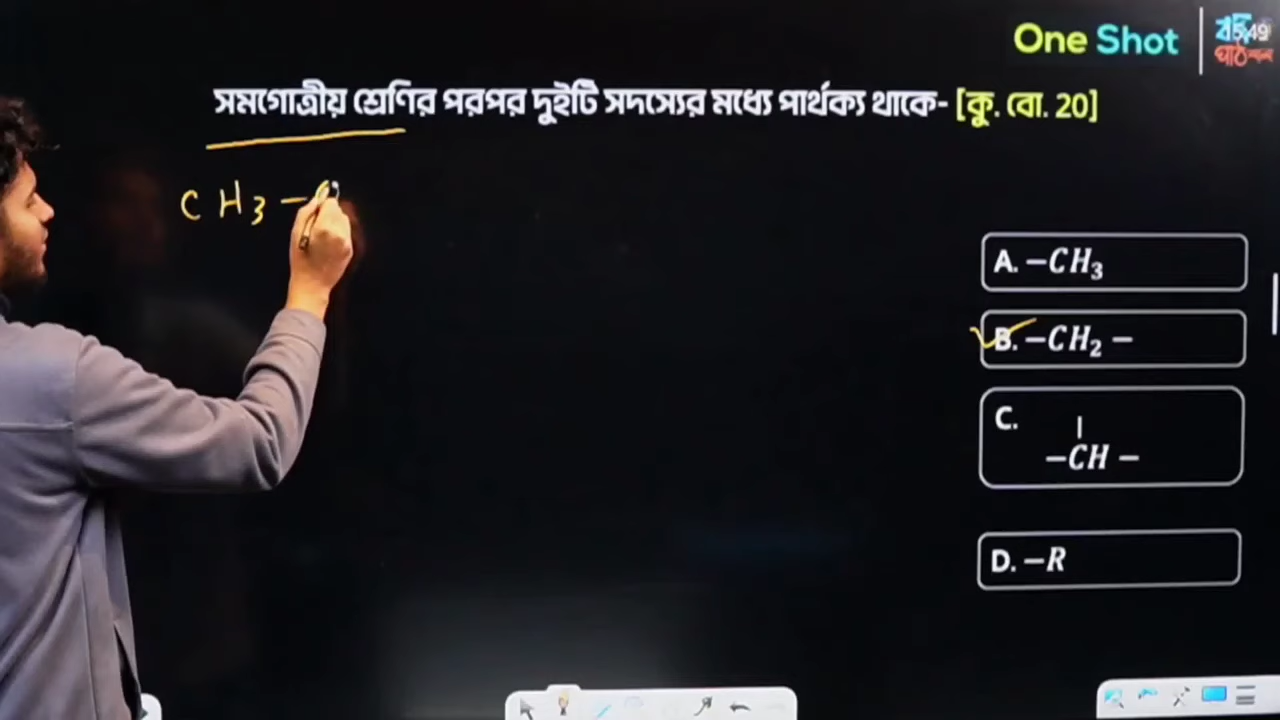 One Shot
সমগোত্রীয় শ্রেণির পরপর দুইটি সদস্যের মধ্যে পার্থক্য থাকে- [কু. বো. 20]
CH3 -
A. -CH₃
B. -CH₂ -
C. -CH -
D. -R